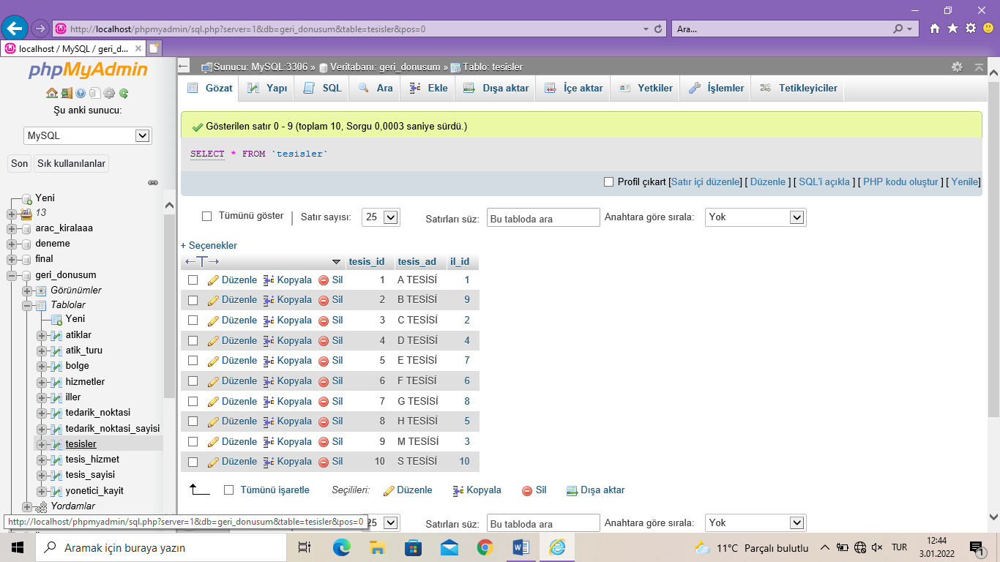 http://localhost/phpmyadmin/sql.php?server=1&db=geri_donusum&table=tesisler&pos=0
Ara...
localhost / MySQL / geri_d...
phpMyAdmin
Şu anki sunucu:
MySQL
Son
Sık kullanılanlar
Yeni
13
arac_kiralaaa
deneme
final
geri_donusum
Görünümler
Tablolar
Yeni
atiklar
atik_turu
bolge
hizmetler
iller
tedarik_noktasi
tedarik_noktasi_sayisi
tesisler
tesis_hizmet
tesis_sayisi
yonetici_kayit
Yordamlar
http://localhost/phpmyadmin/sql.php?server=1&db=geri_donusum&table=tesisler&pos=0
Sunucu: MySQL:3306 » Veritabanı: geri_donusum » Tablo: tesisler
Gözat Yapı SQL Ara Ekle Dışa aktar İçe aktar Yetkiler İşlemler Tetikleyiciler
Gösterilen satır 0 - 9 (toplam 10, Sorgu 0,0003 saniye sürdü.)
SELECT * FROM `tesisler`
Profil çıkart [Satır içi düzenle] [ Düzenle ] [ SQL'i açıkla ] [ PHP kodu oluştur ] [ Yenile]
Tümünü göster | Satır sayısı: 25 Satırları süz: Bu tabloda ara Anahtara göre sırala: Yok
+ Seçenekler
←T→ tesis_id tesis_ad il_id
Düzenle Kopyala Sil 1 A TESİSİ 1
Düzenle Kopyala Sil 2 B TESİSİ 9
Düzenle Kopyala Sil 3 C TESİSİ 2
Düzenle Kopyala Sil 4 D TESİSİ 4
Düzenle Kopyala Sil 5 E TESİSİ 7
Düzenle Kopyala Sil 6 F TESİSİ 6
Düzenle Kopyala Sil 7 G TESİSİ 8
Düzenle Kopyala Sil 8 H TESİSİ 5
Düzenle Kopyala Sil 9 M TESİSİ 3
Düzenle Kopyala Sil 10 S TESİSİ 10
Tümünü işaretle Seçilileri: Düzenle Kopyala Sil Dışa aktar
25 Satırları süz: Bu tabloda ara Anahtara göre sırala: Yok
Aramak için buraya yazın
11°C Parçalı bulutlu
TUR
12:44
3.01.2022
1